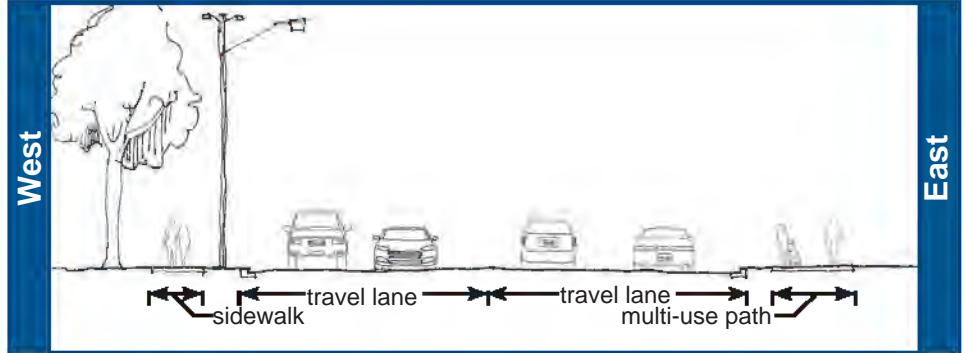 West
East
travel lane
travel lane
sidewalk
multi-use path